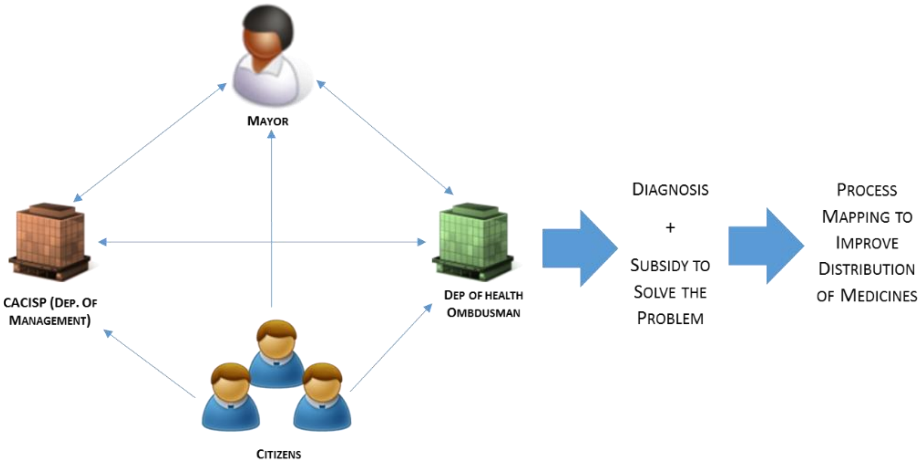 MAYOR
CACISP (DEP. OF
MANAGEMENT)
DEP OF HEALTH
OMBDUSMAN
CITIZENS
DIAGNOSIS
+
SUBSIDY TO
SOLVE THE
PROBLEM
PROCESS
MAPPING TO
IMPROVE
DISTRIBUTION
OF MEDICINES